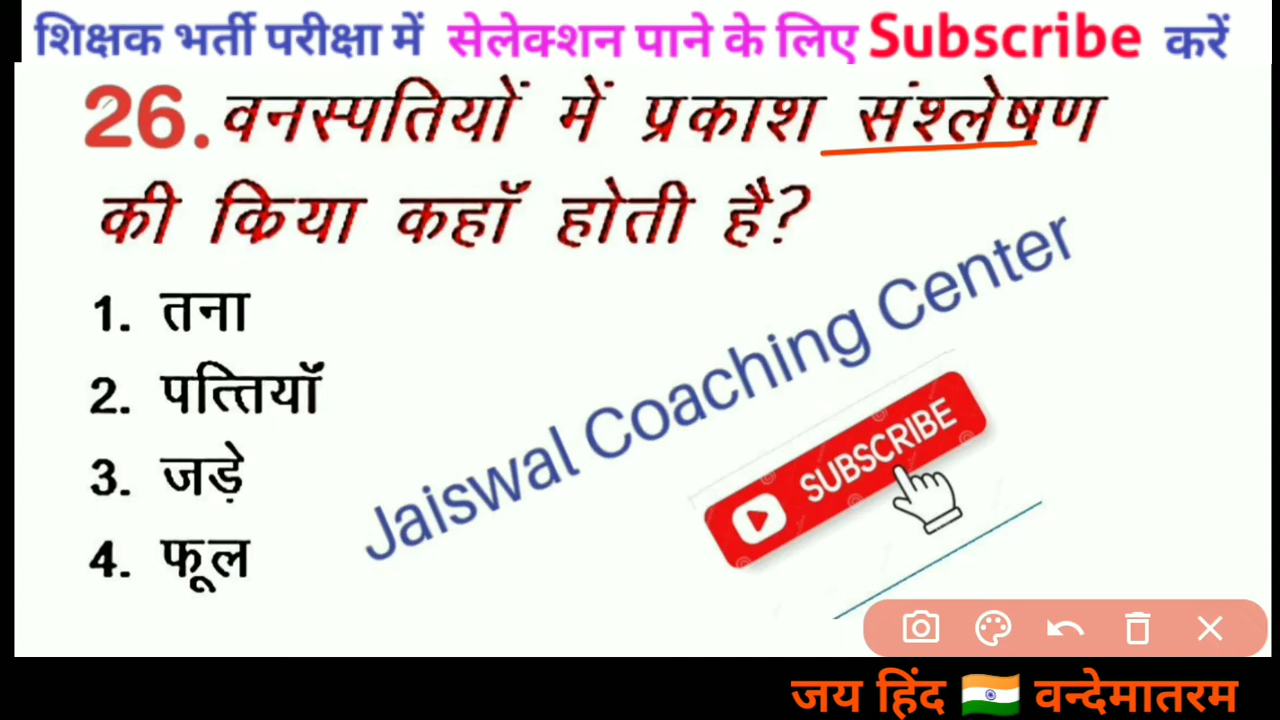 शिक्षक भर्ती परीक्षा में सेलेक्शन पाने के लिए Subscribe करें
26. वनस्पतियों में प्रकाश संश्लेषण
की क्रिया कहाॅं होती है?
1. तना
2. पत्तियाॅं
3. जड़े
4. फूल
Jaiswal Coaching Center
SUBSCRIBE
जय हिंद 🇮🇳 वन्देमातरम